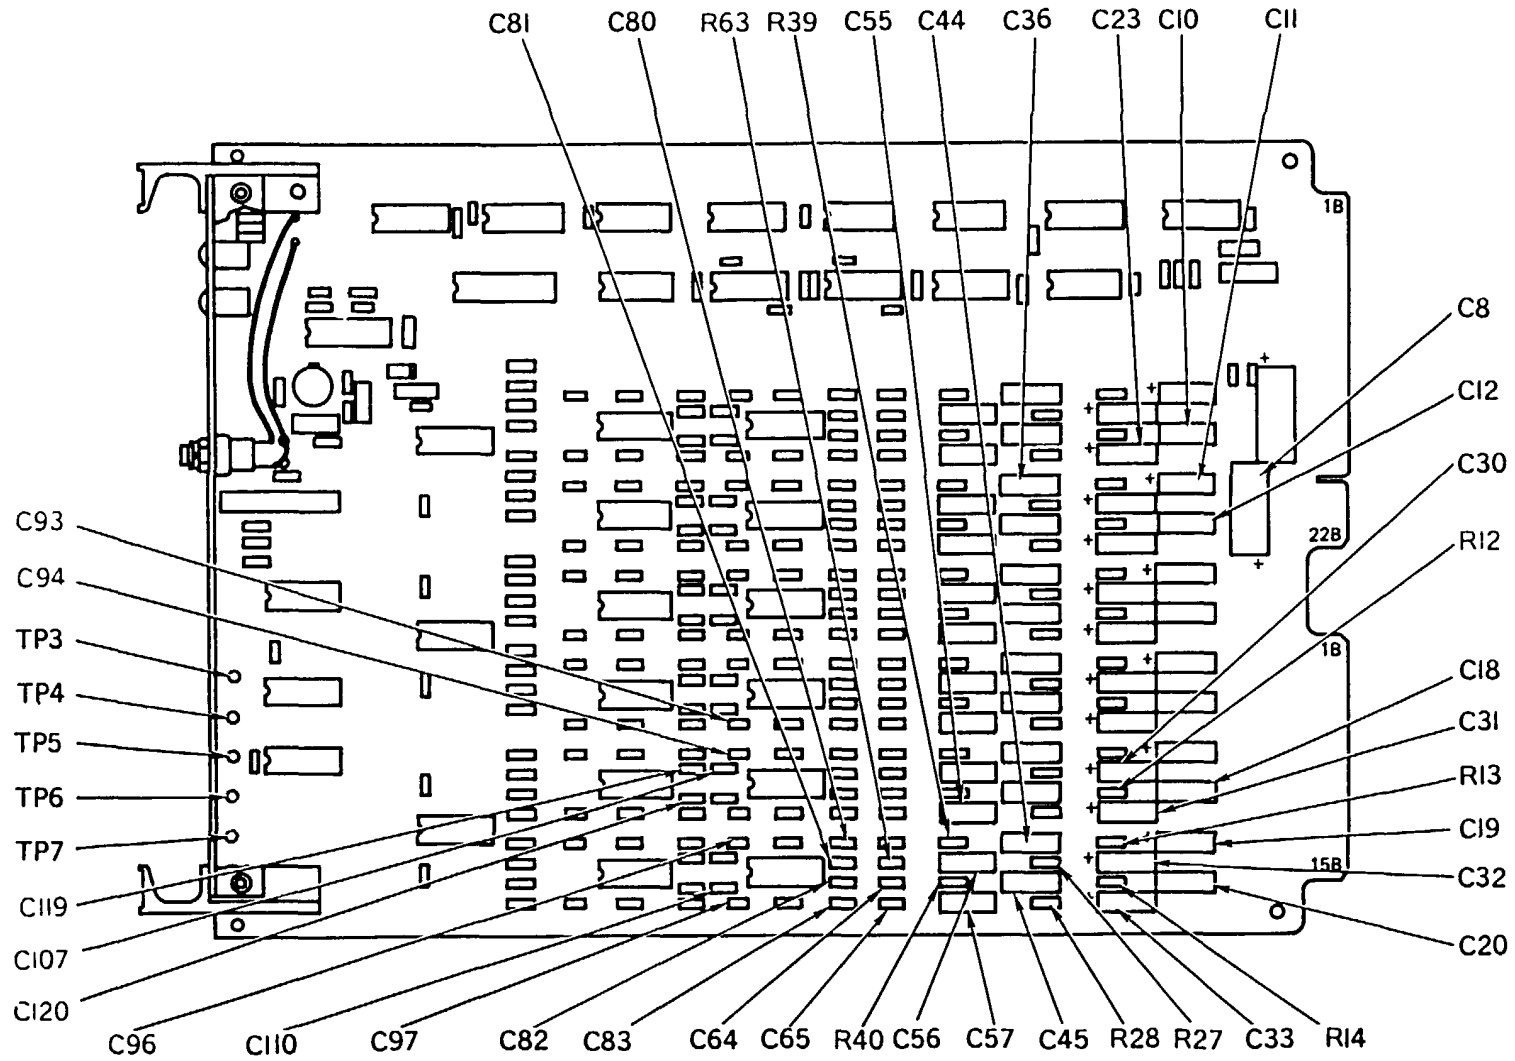 C81 C80 R63 R39 C55 C44 C36 C23 C10 C11
1B
C8
C12
C30
22B
R12
C93
C94
TP3
1B
C18
TP4
C31
TP5
R13
TP6
C19
TP7
15B
C32
C119
C20
C107
C120
C96 C110 C97 C82 C83 C64 C65 R40 C56 C57 C45 R28 R27 C33 R14